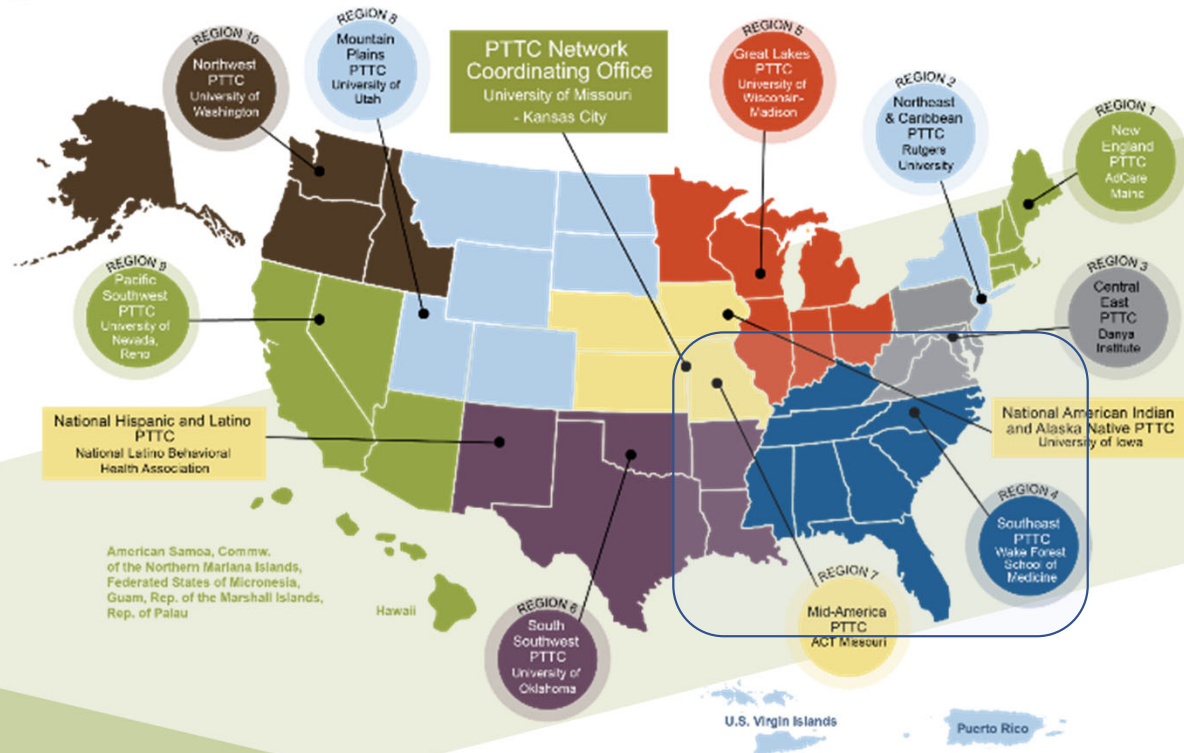 REGION 10
Northwest
PTTC
University of
Washington
REGION 8
Mountain
Plains
PTTC
University of
Utah
PTTC Network
Coordinating Office
University of Missouri
- Kansas City
REGION 5
Great Lakes
PTTC
University of
Wisconsin-
Madison
REGION 2
Northeast
& Caribbean
PTTC
Rutgers
University
REGION 1
New
England
PTTC
AdCare
Maine
REGION 9
Pacific
Southwest
PTTC
University of
Nevada,
Reno
REGION 3
Central
East
PTTC
Danya
Institute
National Hispanic and Latino
PTTC
National Latino Behavioral
Health Association
National American Indian
and Alaska Native PTTC
University of Iowa
REGION 4
Southeast
PTTC
Wake Forest
School of
Medicine
American Samoa, Commw.
of the Northern Mariana Islands,
Federated States of Micronesia,
Guam, Rep. of the Marshall Islands,
Rep. of Palau
Hawaii
REGION 6
South
Southwest
PTTC
University of
Oklahoma
REGION 7
Mid-America
PTTC
ACT Missouri
U.S. Virgin Islands
Puerto Rico